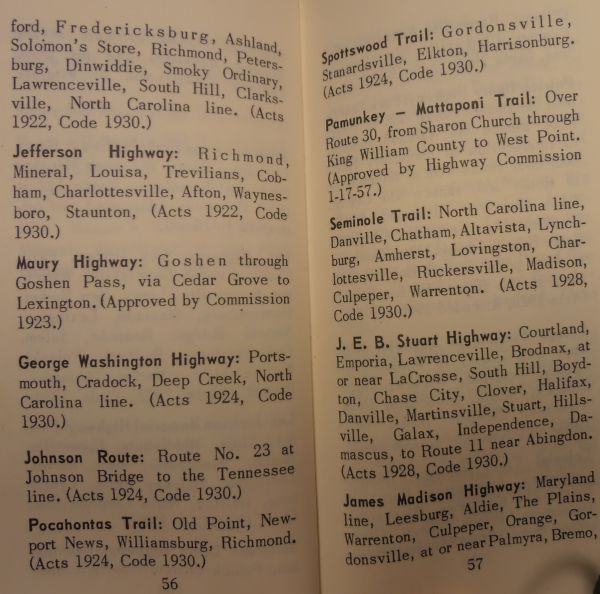 ford, Fredericksburg, Ashland,
Solomon's Store, Richmond, Peters-
burg, Dinwiddie, Smoky Ordinary,
Lawrenceville, South Hill, Clarks-
ville, North Carolina line. (Acts
1922, Code 1930.)
Jefferson Highway: Richmond,
Mineral, Louisa, Trevilians, Cob-
ham, Charlottesville, Afton, Waynes-
boro, Staunton, (Acts 1922, Code
1930.)
Maury Highway: Goshen through
Goshen Pass, via Cedar Grove to
Lexington. (Approved by Commission
1923.)
George Washington Highway: Ports-
mouth, Cradock, Deep Creek, North
Carolina line. (Acts 1924, Code
1930.)
Johnson Route: Route No. 23 at
Johnson Bridge to the Tennessee
line. (Acts 1924, Code 1930.)
Pocahontas Trail: Old Point, New-
port News, Williamsburg, Richmond.
(Acts 1924, Code 1930.)
56
Spottswood Trail: Gordonsville,
Stanardsville, Elkton, Harrisonburg.
(Acts 1924, Code 1930.)
Pamunkey – Mattaponi Trail: Over
Route 30, from Sharon Church through
King William County to West Point.
(Approved by Highway Commission
1-17-57.)
Seminole Trail: North Carolina line,
Danville, Chatham, Altavista, Lynch-
burg, Amherst, Lovingston, Char-
lottesville, Ruckersville, Madison,
Culpeper, Warrenton. (Acts 1928,
Code 1930.)
J. E. B. Stuart Highway: Courtland,
Emporia, Lawrenceville, Brodnax, at
or near LaCrosse, South Hill, Boyd-
ton, Chase City, Clover, Halifax,
Danville, Martinsville, Stuart, Hills-
ville, Galax, Independence, Da-
mascus, to Route 11 near Abingdon.
(Acts 1928, Code 1930.)
James Madison Highway: Maryland
line, Leesburg, Aldie, The Plains,
Warrenton, Culpeper, Orange, Gor-
donsville, at or near Palmyra, Bremo,
57